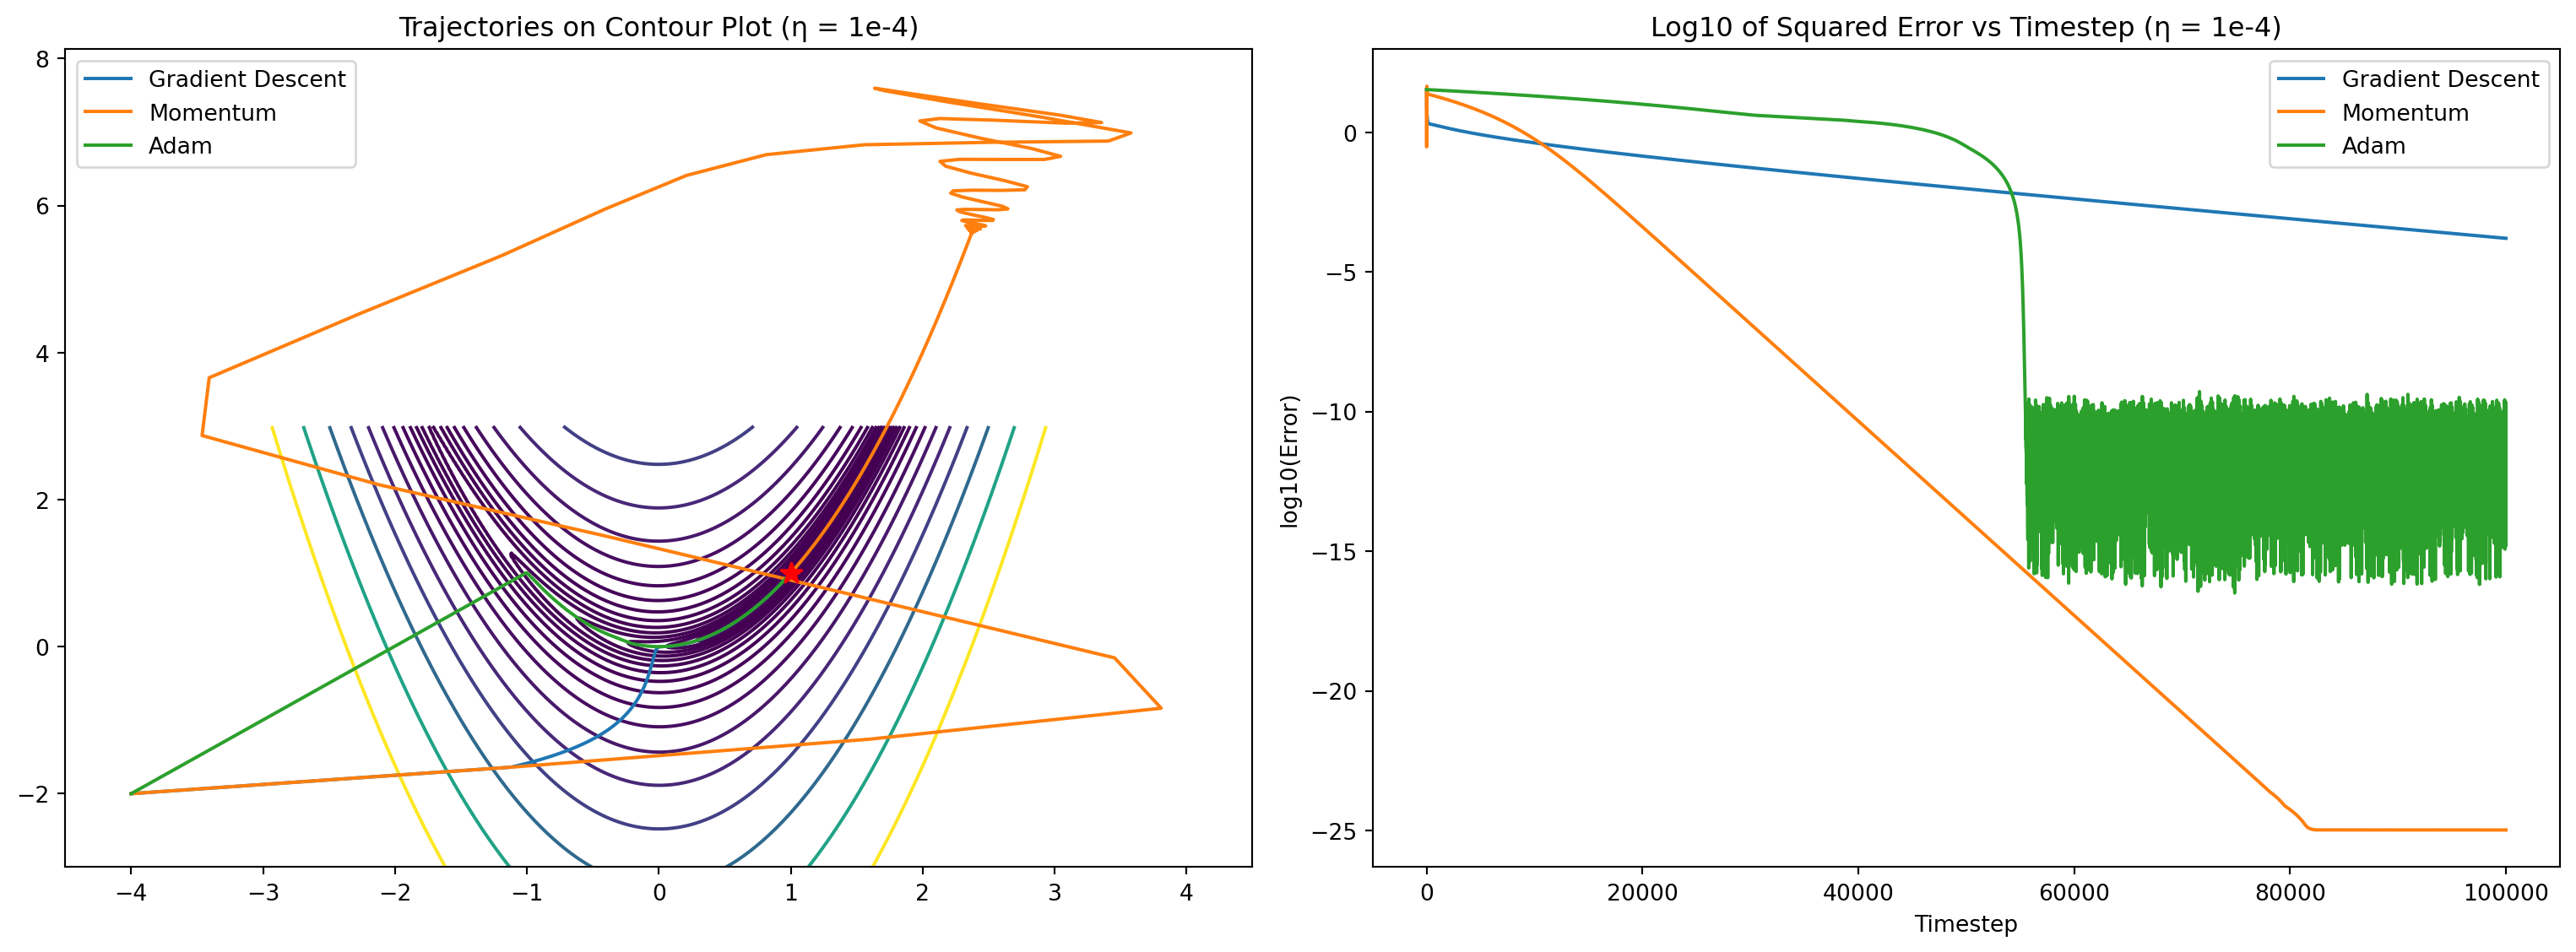 Trajectories on Contour Plot (η = 1e-4)
Gradient Descent
Momentum
Adam
8
6
4
2
0
−2
−4
−3
−2
−1
0
1
2
3
4
Log10 of Squared Error vs Timestep (η = 1e-4)
Gradient Descent
Momentum
Adam
log10(Error)
0
−5
−10
−15
−20
−25
0
20000
40000
60000
80000
100000
Timestep